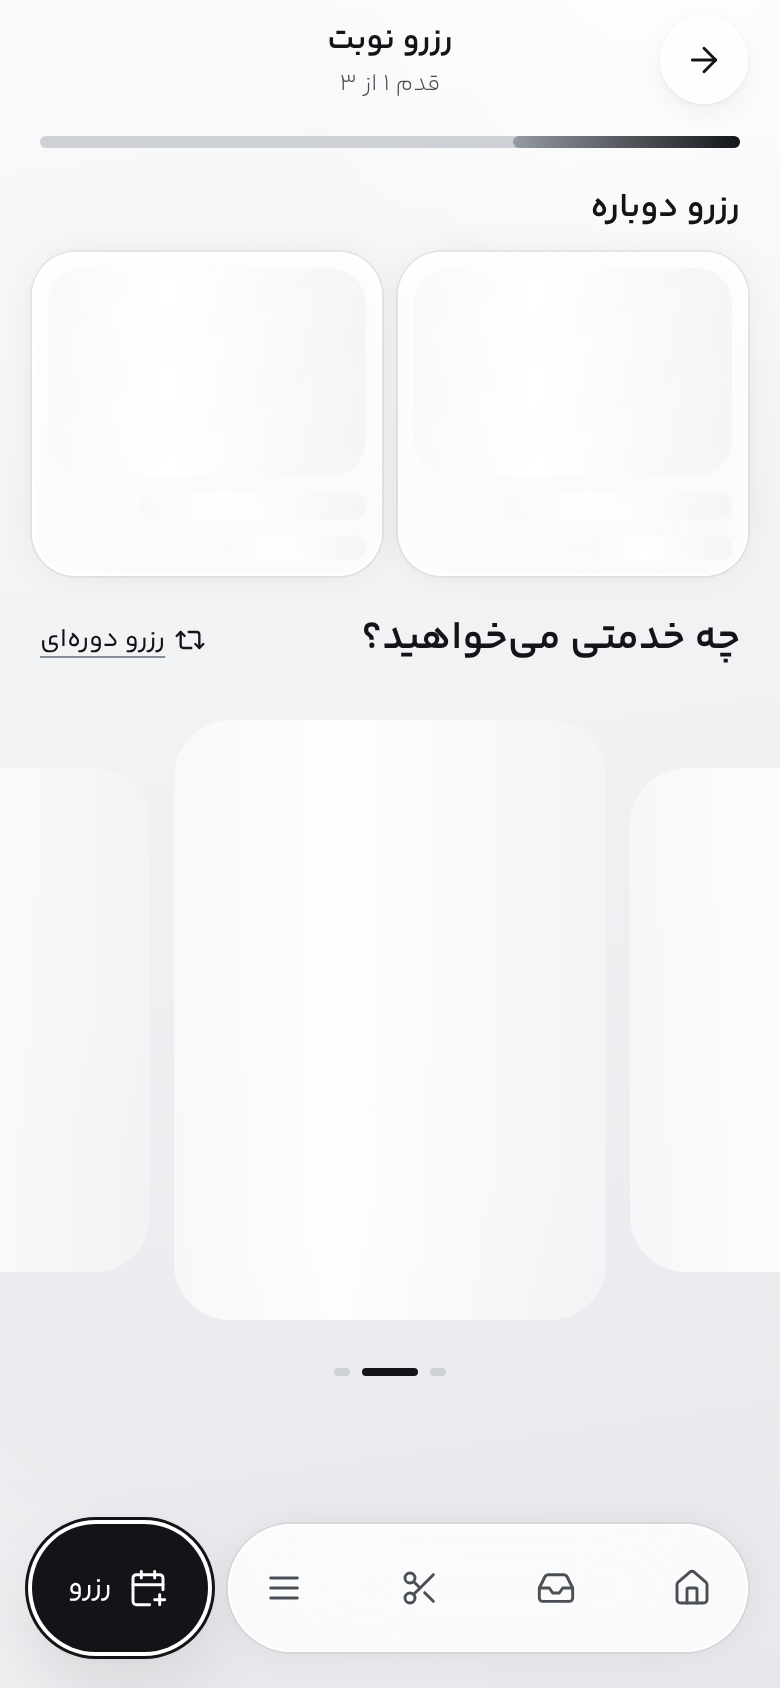 رزرو نوبت
قدم ۱ از ۳
رزرو دوباره
چه خدمتی می‌خواهید؟
رزرو دوره‌ای
رزرو